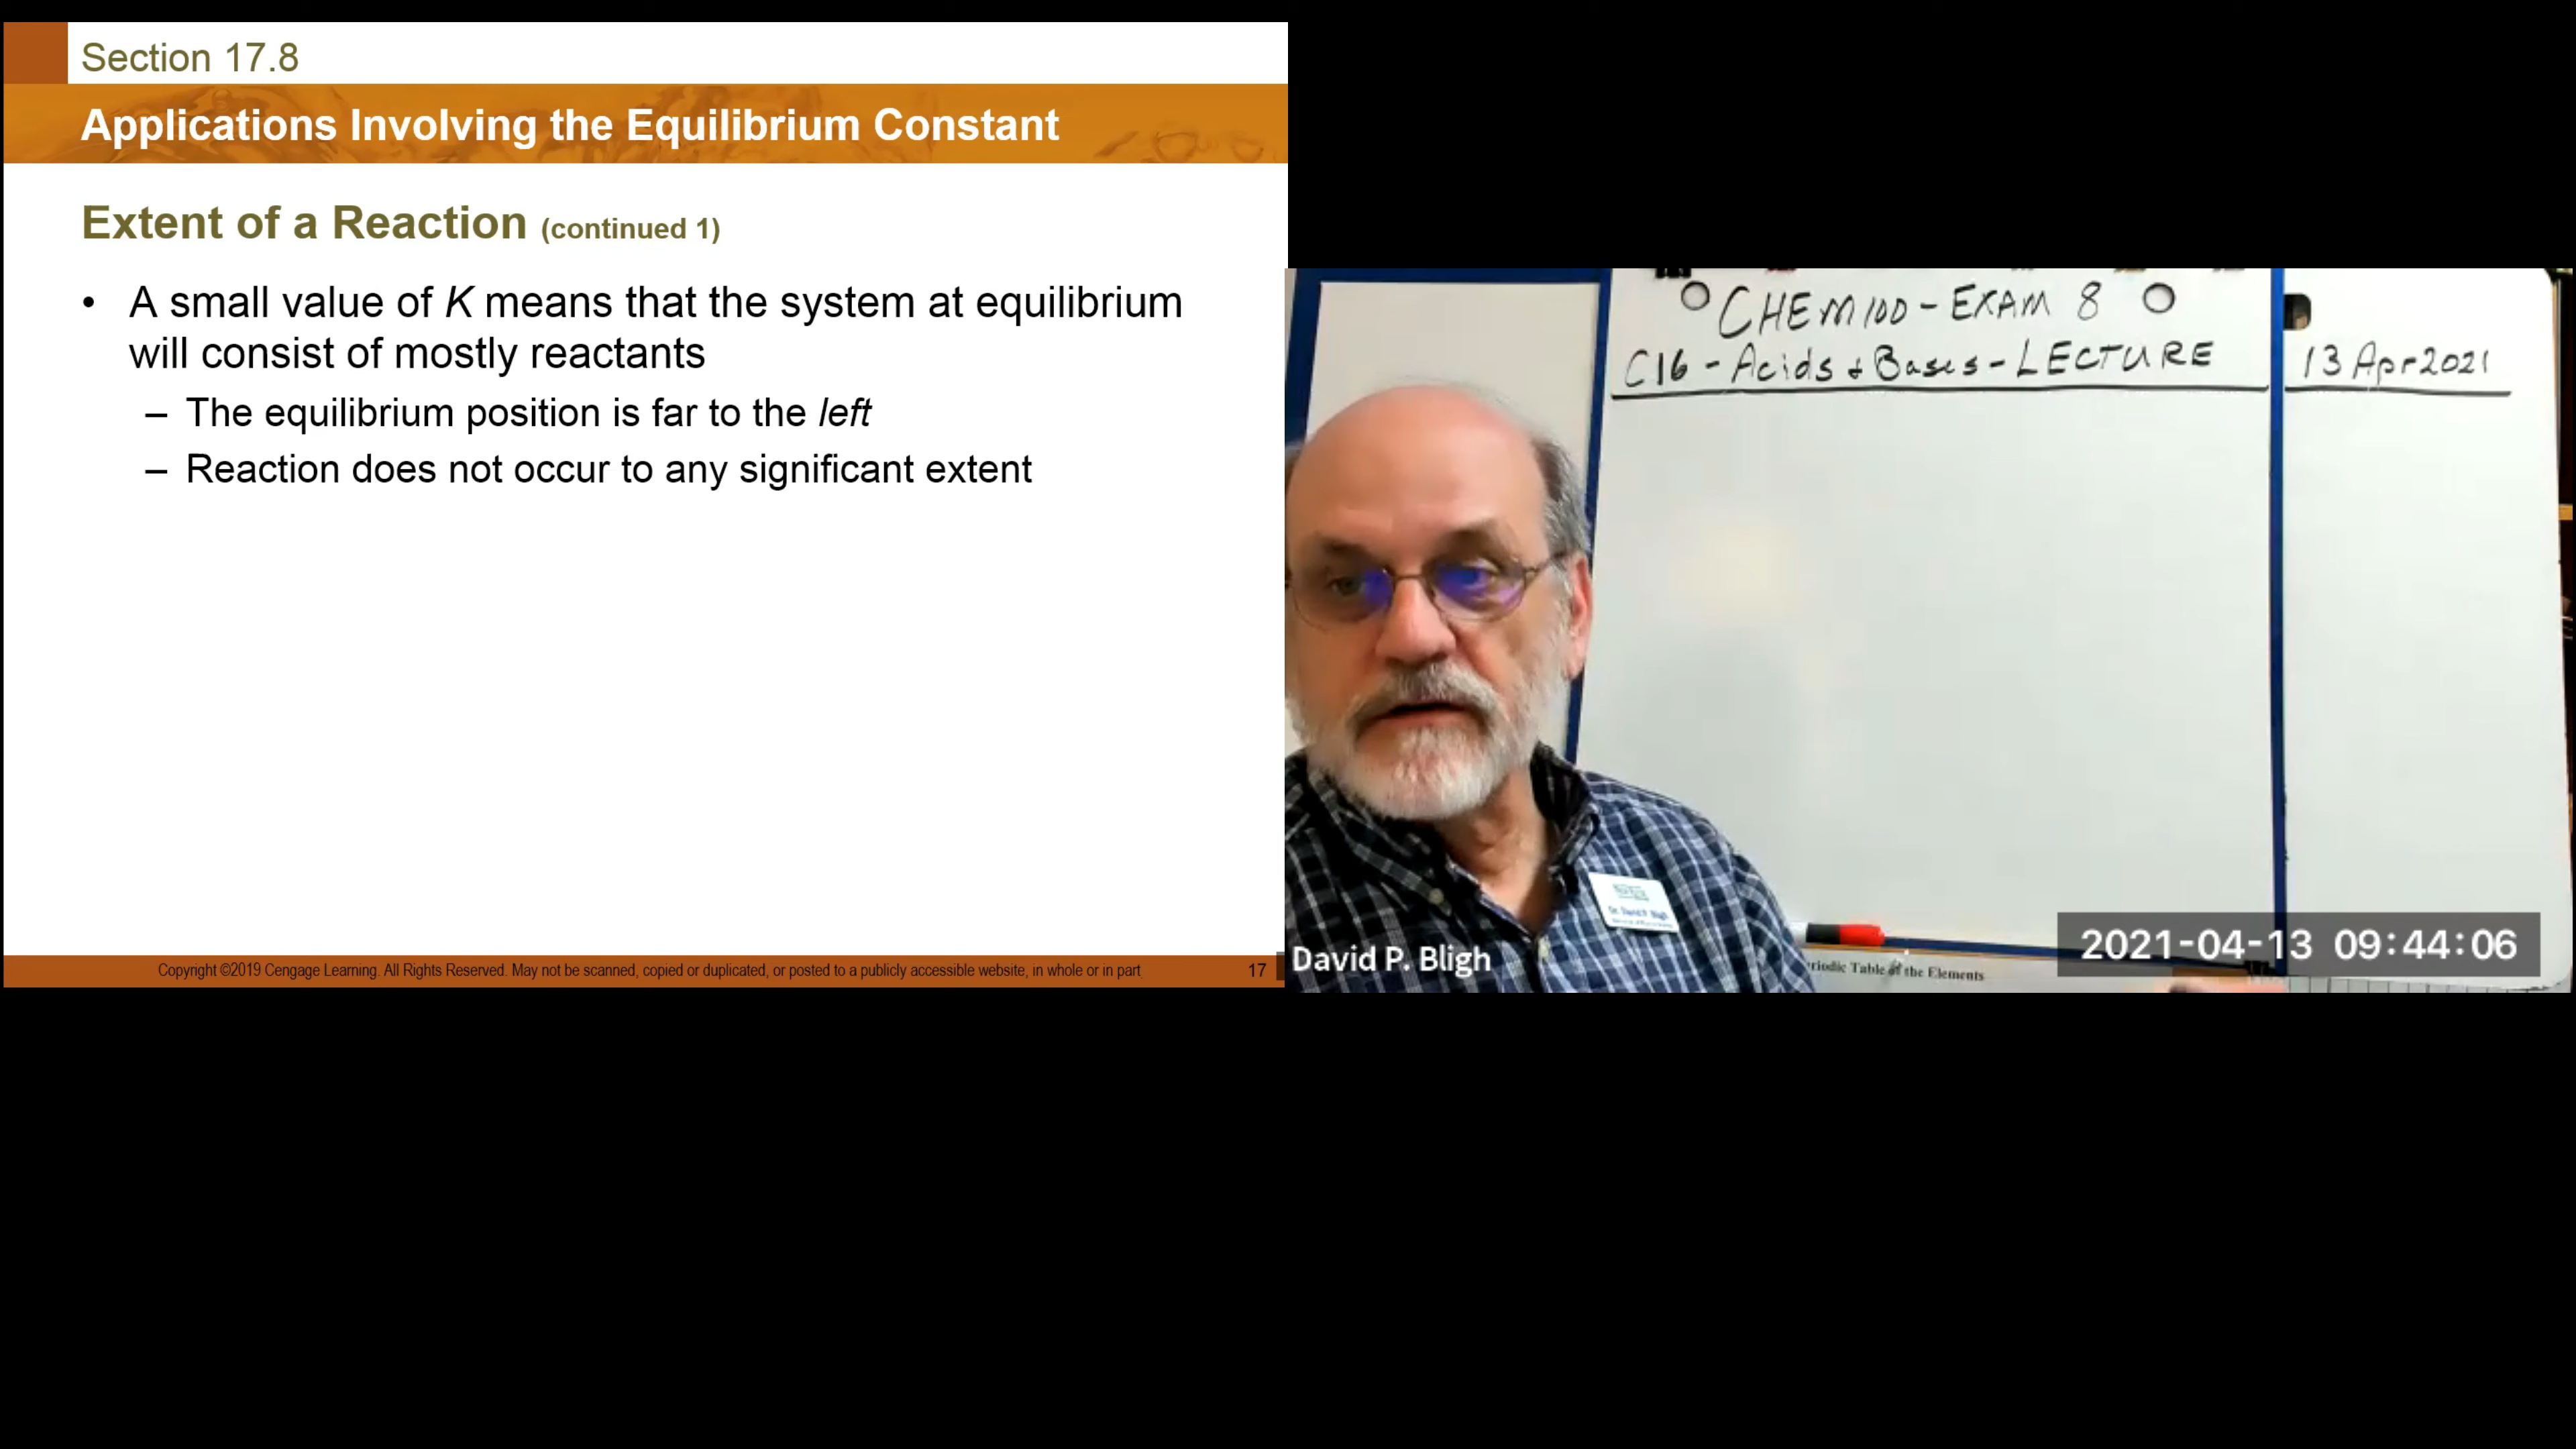 Section 17.8
Applications Involving the Equilibrium Constant
Extent of a Reaction (continued 1)
• A small value of K means that the system at equilibrium
will consist of mostly reactants
– The equilibrium position is far to the left
– Reaction does not occur to any significant extent
Copyright ©2019 Cengage Learning. All Rights Reserved. May not be scanned, copied or duplicated, or posted to a publicly accessible website, in whole or in part
17
CHEM 100 - EXAM 8
C16 - Acids & Bases - LECTURE
13 Apr 2021
Dr. David P. Bligh
David P. Bligh
Table of the Elements
2021-04-13 09:44:06